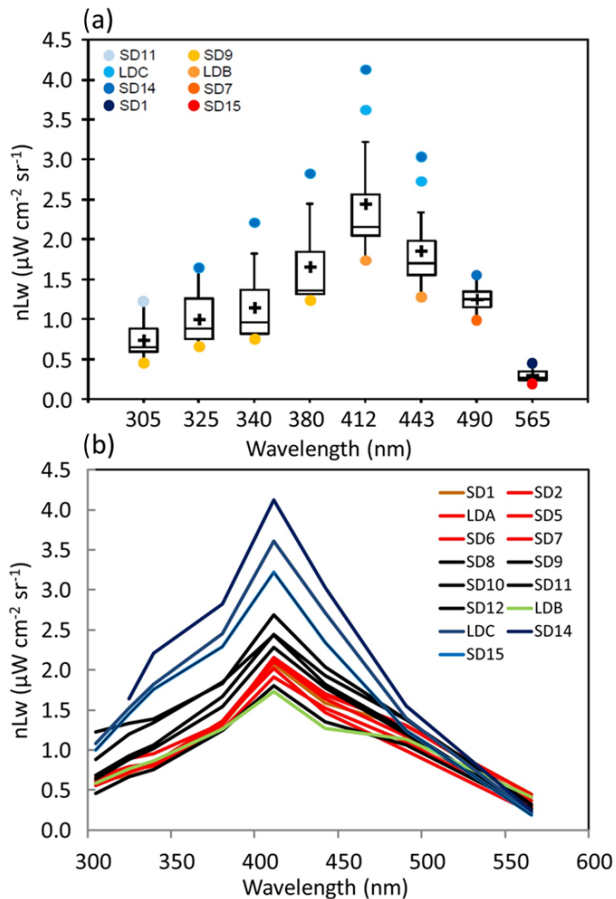 (a)
SD11 SD9
LDC LDB
SD14 SD7
SD1 SD15
nLw (µW cm⁻² sr⁻¹)
4.5
4.0
3.5
3.0
2.5
2.0
1.5
1.0
0.5
0.0
305 325 340 380 412 443 490 565
Wavelength (nm)
(b)
SD1 SD2
LDA SD5
SD6 SD7
SD8 SD9
SD10 SD11
SD12 LDB
LDC SD14
SD15
nLw (µW cm⁻² sr⁻¹)
4.5
4.0
3.5
3.0
2.5
2.0
1.5
1.0
0.5
0.0
300 350 400 450 500 550 600
Wavelength (nm)